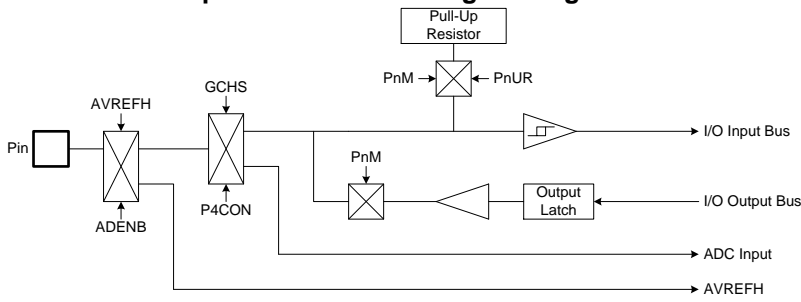 Pull-Up
Resistor
PnM
PnUR
GCHS
AVREFH
Pin
I/O Input Bus
PnM
Output
Latch
I/O Output Bus
P4CON
ADENB
ADC Input
AVREFH